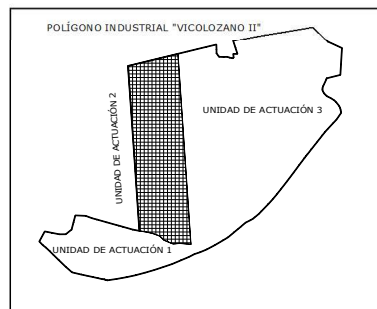 POLÍGONO INDUSTRIAL "VICOLOZANO II"
UNIDAD DE ACTUACIÓN 2
UNIDAD DE ACTUACIÓN 3
UNIDAD DE ACTUACIÓN 1